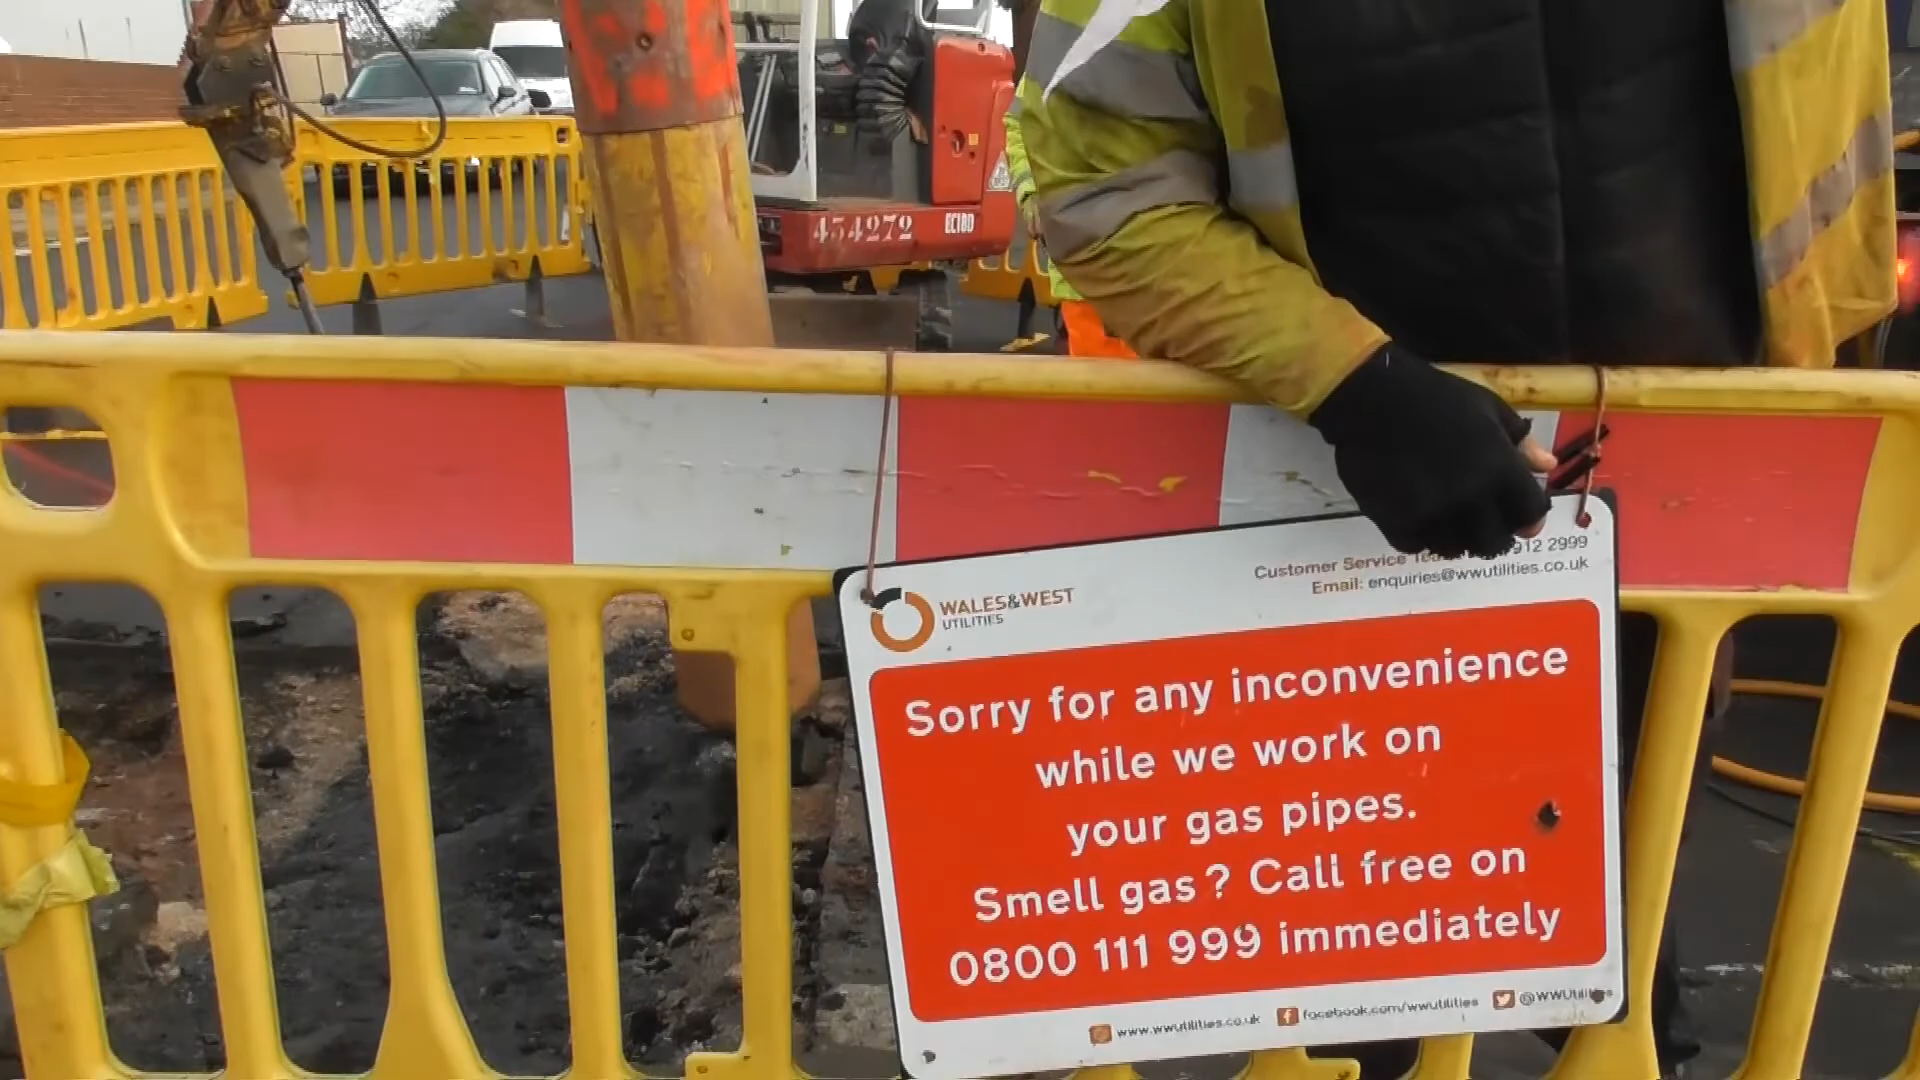 454272
EC18D
WALES&WEST
UTILITIES
Customer Service 912 2999
Email: enquiries@wwutilities.co.uk
Sorry for any inconvenience
while we work on
your gas pipes.
Smell gas? Call free on
0800 111 999 immediately
www.wwutilities.co.uk facebook.com/wwutilities @WWUtilities